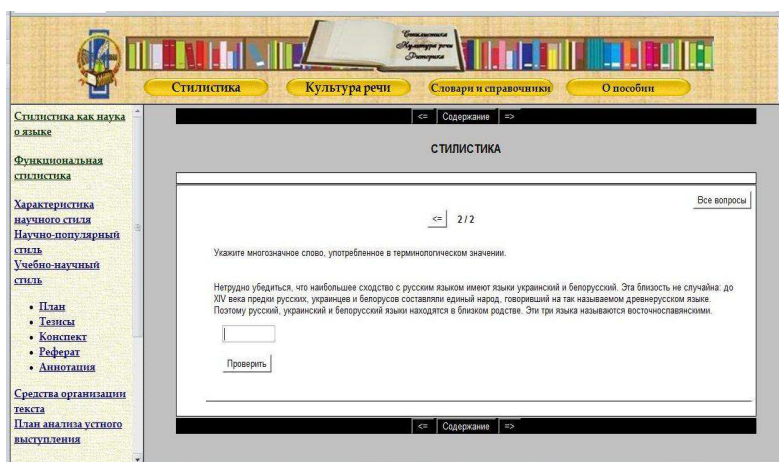 Стилистика
Культура речи
Риторика
Стилистика
Культура речи
Словари и справочники
О пособии
Стилистика как наука
о языке
Функциональная
стилистика
Характеристика
научного стиля
Научно-популярный
стиль
Учебно-научный
стиль
• План
• Тезисы
• Конспект
• Реферат
• Аннотация
Средства организации
текста
План анализа устного
выступления
<= Содержание =>
СТИЛИСТИКА
Все вопросы
<= 2 / 2
Укажите многозначное слово, употребленное в терминологическом значении.
Нетрудно убедиться, что наибольшее сходство с русским языком имеют языки украинский и белорусский. Эта близость не случайна: до
XIV века предки русских, украинцев и белорусов составляли единый народ, говоривший на так называемом древнерусском языке.
Поэтому русский, украинский и белорусский языки находятся в близком родстве. Эти три языка называются восточнославянскими.
Проверить
<= Содержание =>